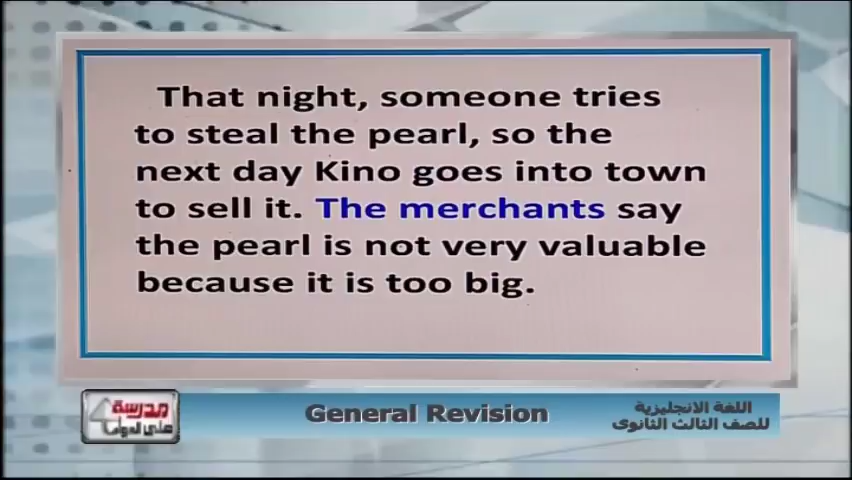 That night, someone tries
to steal the pearl, so the
next day Kino goes into town
to sell it. The merchants say
the pearl is not very valuable
because it is too big.
مدرسة
على الهواء
General Revision
اللغة الانجليزية
للصف الثالث الثانوى